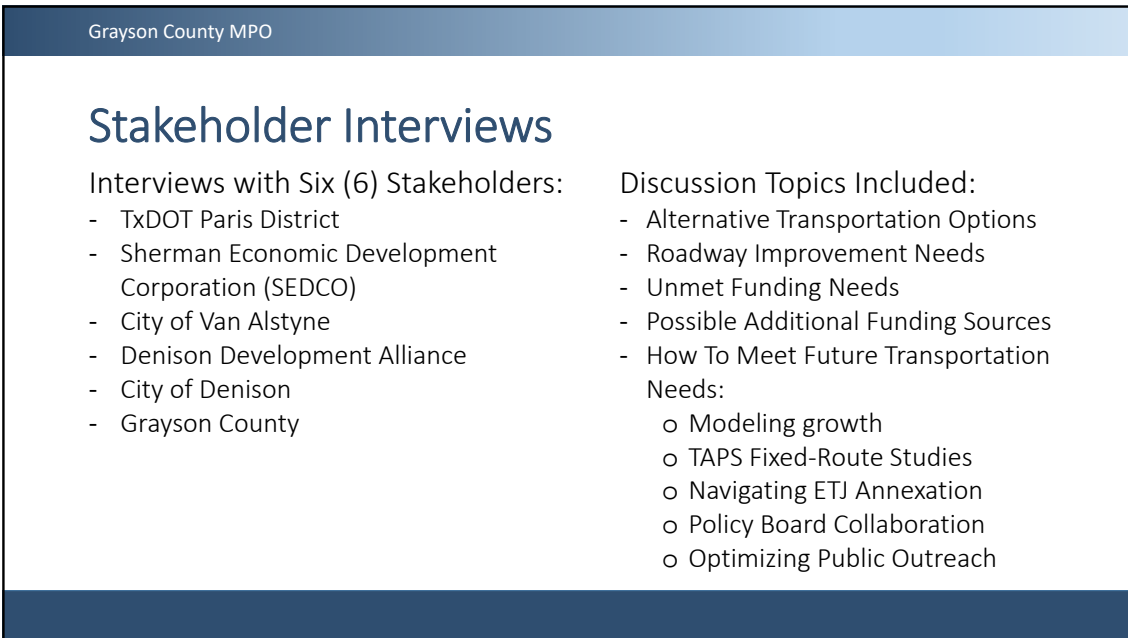 Grayson County MPO
Stakeholder Interviews
Interviews with Six (6) Stakeholders:
- TxDOT Paris District
- Sherman Economic Development
Corporation (SEDCO)
- City of Van Alstyne
- Denison Development Alliance
- City of Denison
- Grayson County
Discussion Topics Included:
- Alternative Transportation Options
- Roadway Improvement Needs
- Unmet Funding Needs
- Possible Additional Funding Sources
- How To Meet Future Transportation
Needs:
o Modeling growth
o TAPS Fixed-Route Studies
o Navigating ETJ Annexation
o Policy Board Collaboration
o Optimizing Public Outreach